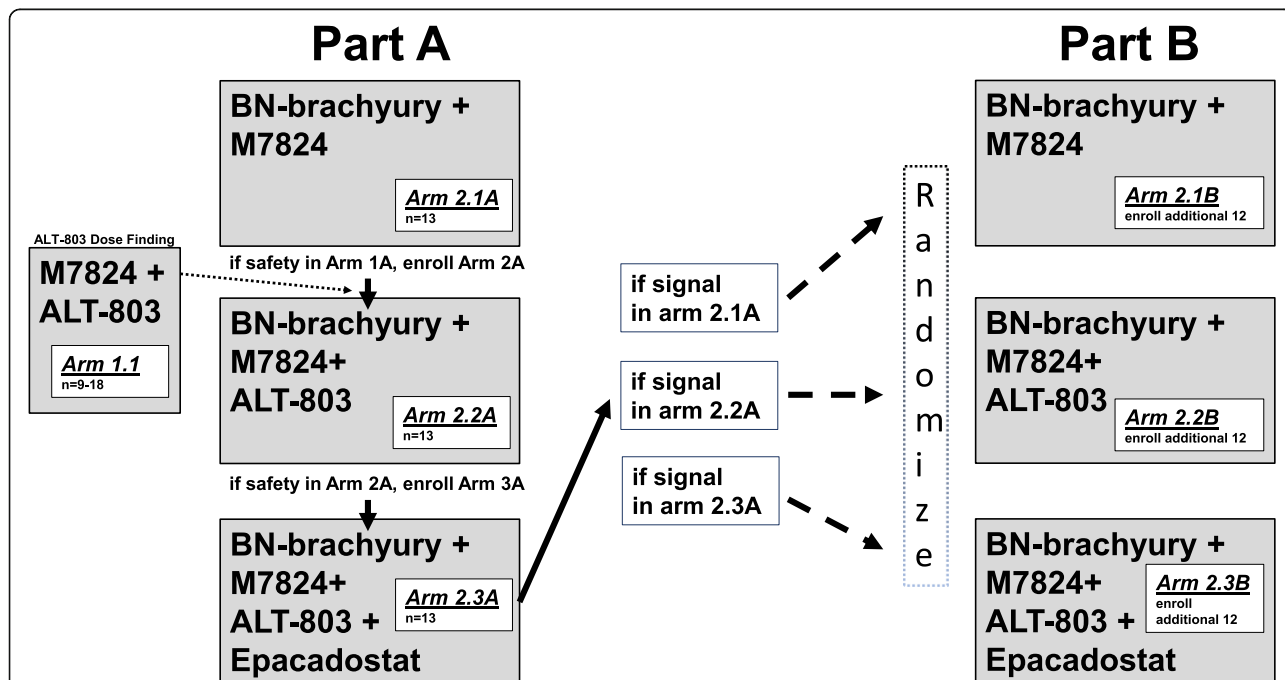 Part A
BN-brachyury +
M7824
Arm 2.1A
n=13
ALT-803 Dose Finding
M7824 +
ALT-803
Arm 1.1
n=9-18
if safety in Arm 1A, enroll Arm 2A
BN-brachyury +
M7824+
ALT-803
Arm 2.2A
n=13
if safety in Arm 2A, enroll Arm 3A
BN-brachyury +
M7824+
ALT-803 +
Epacadostat
Arm 2.3A
n=13
if signal
in arm 2.1A
if signal
in arm 2.2A
if signal
in arm 2.3A
Randomize
Part B
BN-brachyury +
M7824
Arm 2.1B
enroll additional 12
BN-brachyury +
M7824+
ALT-803
Arm 2.2B
enroll additional 12
BN-brachyury +
M7824+
ALT-803 +
Epacadostat
Arm 2.3B
enroll
additional 12